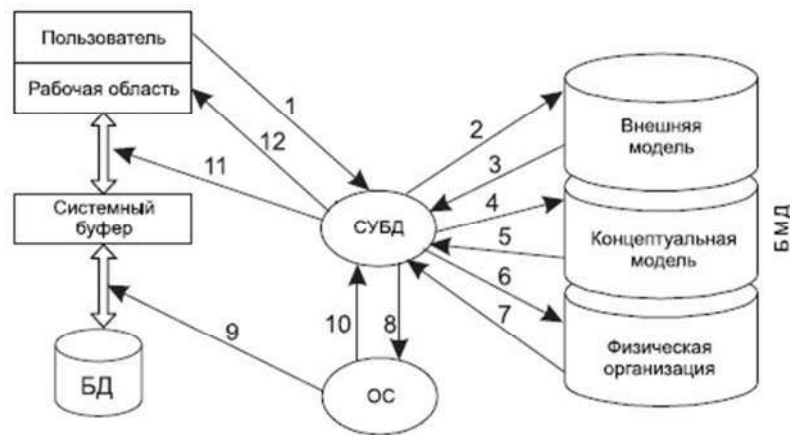 Пользователь
Рабочая область
1
12
11
2
3
4
5
6
7
Внешняя
модель
Системный
буфер
СУБД
Концептуальная
модель
БМД
9
10
8
Физическая
организация
БД
ОС